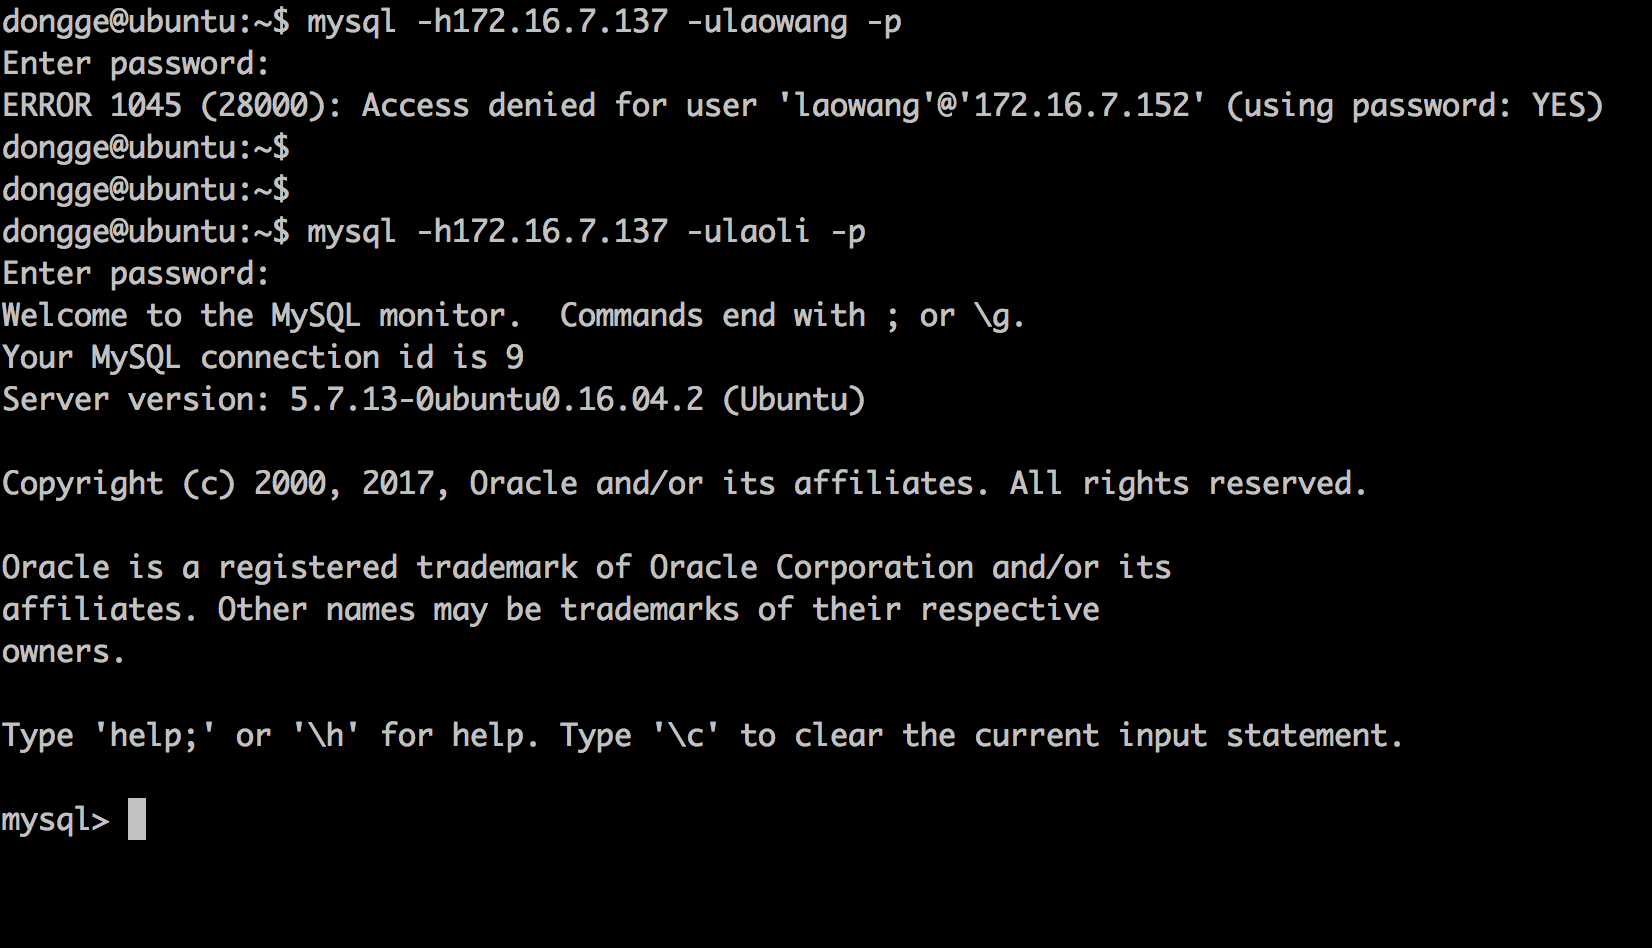 dongge@ubuntu:~$ mysql -h172.16.7.137 -ulaowang -p
Enter password:
ERROR 1045 (28000): Access denied for user 'laowang'@'172.16.7.152' (using password: YES)
dongge@ubuntu:~$
dongge@ubuntu:~$
dongge@ubuntu:~$ mysql -h172.16.7.137 -ulaoli -p
Enter password:
Welcome to the MySQL monitor.  Commands end with ; or \g.
Your MySQL connection id is 9
Server version: 5.7.13-0ubuntu0.16.04.2 (Ubuntu)
Copyright (c) 2000, 2017, Oracle and/or its affiliates. All rights reserved.
Oracle is a registered trademark of Oracle Corporation and/or its
affiliates. Other names may be trademarks of their respective
owners.
Type 'help;' or '\h' for help. Type '\c' to clear the current input statement.
mysql>